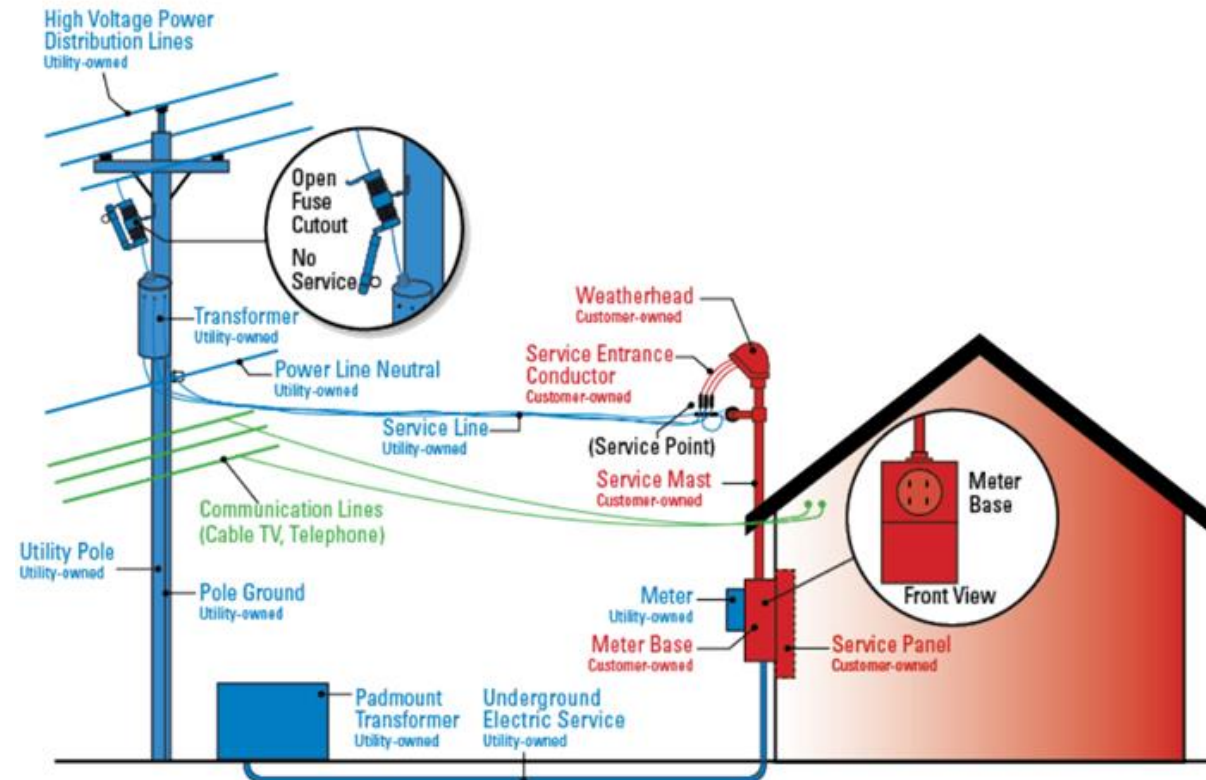 High Voltage Power
Distribution Lines
Utility-owned
Open
Fuse
Cutout
No
Service
Transformer
Utility-owned
Power Line Neutral
Utility-owned
Weatherhead
Customer-owned
Service Entrance
Conductor
Customer-owned
Service Line
Utility-owned
(Service Point)
Service Mast
Customer-owned
Communication Lines
(Cable TV, Telephone)
Meter
Base
Front View
Utility Pole
Utility-owned
Pole Ground
Utility-owned
Meter
Utility-owned
Meter Base
Customer-owned
Service Panel
Customer-owned
Padmount
Transformer
Utility-owned
Underground
Electric Service
Utility-owned